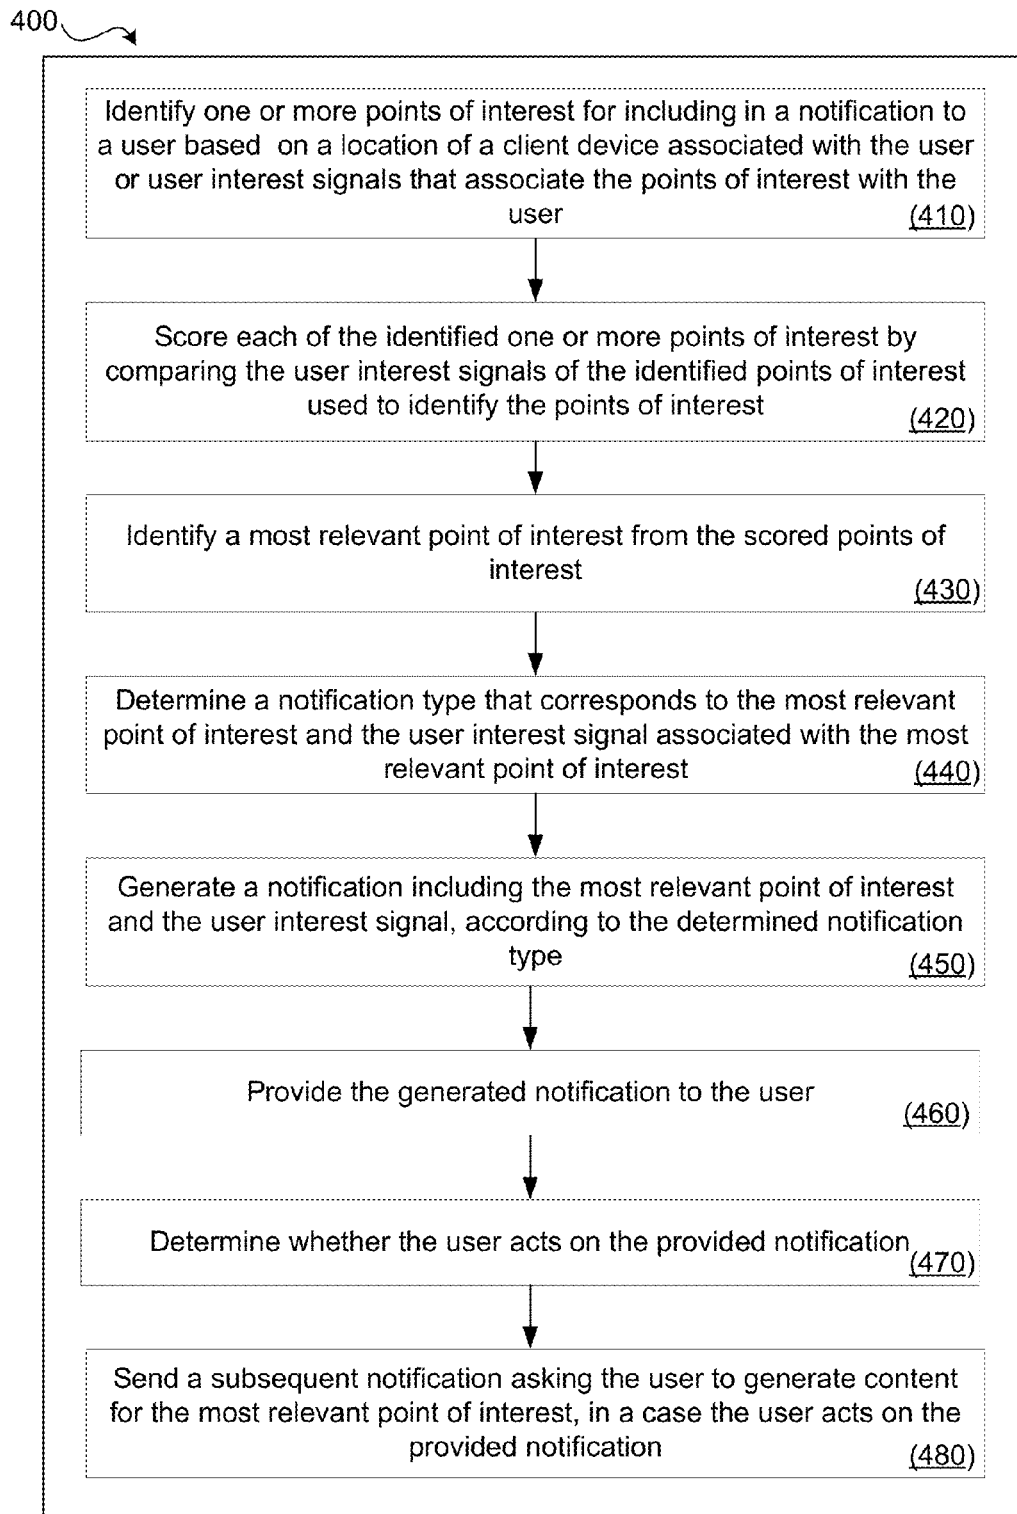 400
Identify one or more points of interest for including in a notification to
a user based on a location of a client device associated with the user
or user interest signals that associate the points of interest with the
user
(410)
Score each of the identified one or more points of interest by
comparing the user interest signals of the identified points of interest
used to identify the points of interest
(420)
Identify a most relevant point of interest from the scored points of
interest
(430)
Determine a notification type that corresponds to the most relevant
point of interest and the user interest signal associated with the most
relevant point of interest
(440)
Generate a notification including the most relevant point of interest
and the user interest signal, according to the determined notification
type
(450)
Provide the generated notification to the user
(460)
Determine whether the user acts on the provided notification
(470)
Send a subsequent notification asking the user to generate content
for the most relevant point of interest, in a case the user acts on the
provided notification
(480)